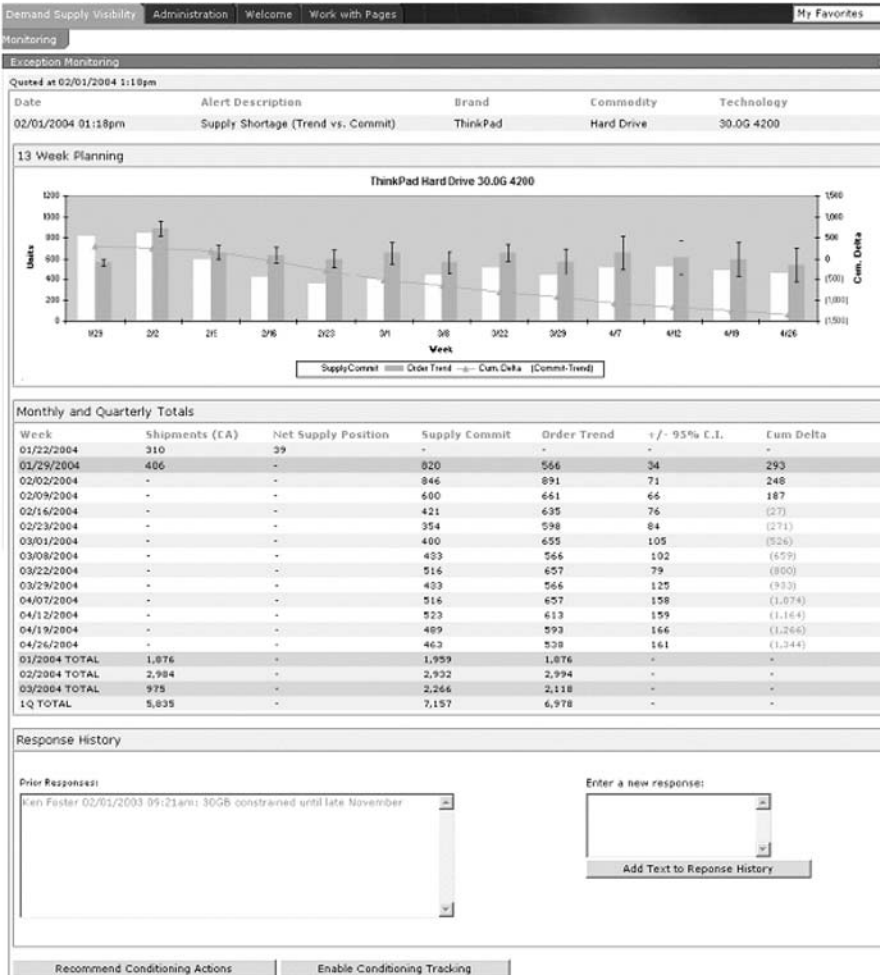 Demand Supply Visibility Administration Welcome Work with Pages My Favorites
Monitoring
Exception Monitoring
Quoted at 02/01/2004 1:18pm
Date Alert Description Brand Commodity Technology
02/01/2004 01:18pm Supply Shortage (Trend vs. Commit) ThinkPad Hard Drive 30.0G 4200
13 Week Planning
ThinkPad Hard Drive 30.0G 4200
1200 1,500
1000 1,000
800 500
600 0
400 (500)
200 (1,000)
0 (1,500)
Units
Cum. Delta
1/29 2/2 2/16 2/23 3/1 3/8 3/22 3/29 4/7 4/12 4/19 4/26
Week
Supply Commit Order Trend Cum. Delta (Commit-Trend)
Monthly and Quarterly Totals
Week Shipments (CA) Net Supply Position Supply Commit Order Trend +/- 95% C.I. Cum Delta
01/22/2004 310 39 - - - -
01/29/2004 406 - 820 566 34 293
02/02/2004 - - 846 891 71 248
02/09/2004 - - 600 661 66 187
02/16/2004 - - 421 635 76 (27)
02/23/2004 - - 354 598 84 (271)
03/01/2004 - - 400 655 105 (526)
03/08/2004 - - 433 566 102 (659)
03/22/2004 - - 516 657 79 (800)
03/29/2004 - - 433 566 125 (933)
04/07/2004 - - 516 657 158 (1,074)
04/12/2004 - - 523 613 159 (1,164)
04/19/2004 - - 489 593 166 (1,266)
04/26/2004 - - 463 538 161 (1,344)
01/2004 TOTAL 1,876 - 1,959 1,876 - -
02/2004 TOTAL 2,984 - 2,932 2,994 - -
03/2004 TOTAL 975 - 2,266 2,118 - -
1Q TOTAL 5,835 - 7,157 6,978 - -
Response History
Prior Responses: Enter a new response:
Ken Foster 02/01/2003 09:21am: 30GB constrained until late November
Add Text to Reponse History
Recommend Conditioning Actions Enable Conditioning Tracking